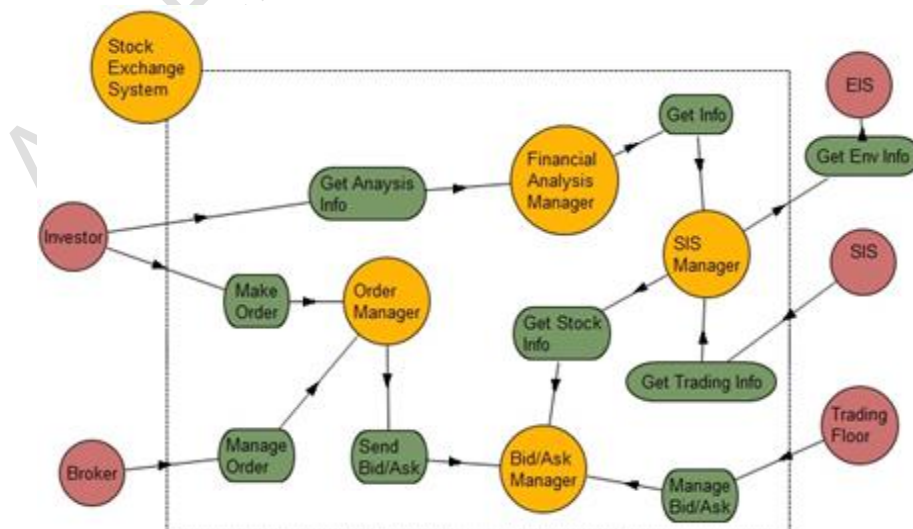 Stock
Exchange
System
EIS
Get Info
Get Env Info
Financial
Analysis
Manager
Get Anaysis
Info
Investor
SIS
Manager
SIS
Make
Order
Order
Manager
Get Stock
Info
Get Trading Info
Trading
Floor
Manage
Order
Send
Bid/Ask
Bid/Ask
Manager
Broker
Manage
Bid/Ask